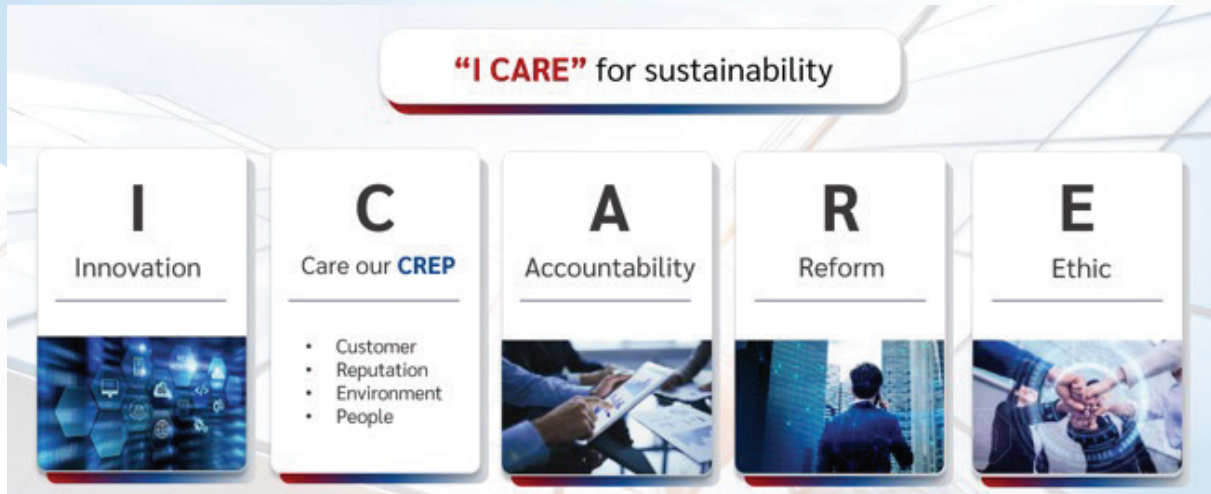 “I CARE” for sustainability
I
Innovation
C
Care our CREP
• Customer
• Reputation
• Environment
• People
A
Accountability
R
Reform
E
Ethic